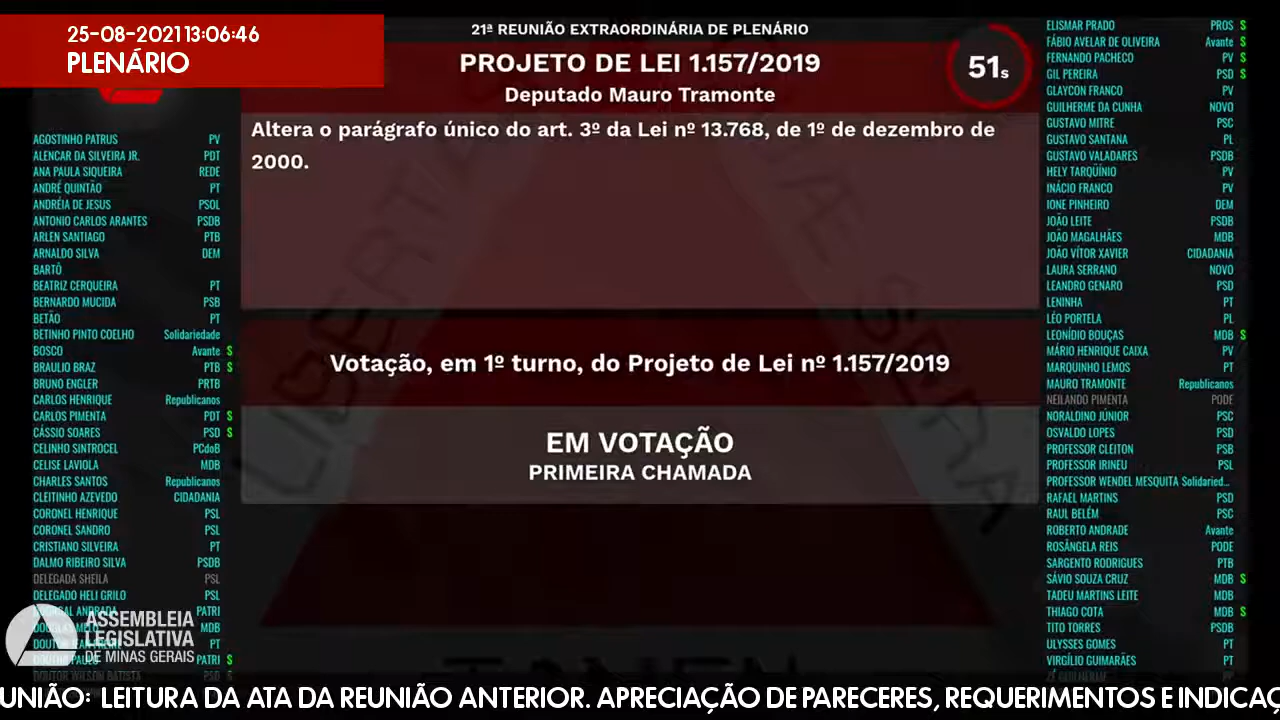 25-08-2021 13:06:46
PLENÁRIO
21ª REUNIÃO EXTRAORDINÁRIA DE PLENÁRIO
PROJETO DE LEI 1.157/2019
Deputado Mauro Tramonte
51s
Altera o parágrafo único do art. 3º da Lei nº 13.768, de 1º de dezembro de
2000.
Votação, em 1º turno, do Projeto de Lei nº 1.157/2019
EM VOTAÇÃO
PRIMEIRA CHAMADA
AGOSTINHO PATRUS PV
ALENCAR DA SILVEIRA JR. PDT
ANA PAULA SIQUEIRA REDE
ANDRÉ QUINTÃO PT
ANDRÉIA DE JESUS PSOL
ANTONIO CARLOS ARANTES PSDB
ARLEN SANTIAGO PTB
ARNALDO SILVA DEM
BARTÔ
BEATRIZ CERQUEIRA PT
BERNARDO MUCIDA PSB
BETÃO PT
BETINHO PINTO COELHO Solidariedade
BOSCO Avante S
BRAULIO BRAZ PTB S
BRUNO ENGLER PRTB
CARLOS HENRIQUE Republicanos
CARLOS PIMENTA PDT S
CÁSSIO SOARES PSD S
CELINHO SINTROCEL PCdoB
CELISE LAVIOLA MDB
CHARLES SANTOS Republicanos
CLEITINHO AZEVEDO CIDADANIA
CORONEL HENRIQUE PSL
CORONEL SANDRO PSL
CRISTIANO SILVEIRA PT
DALMO RIBEIRO SILVA PSDB
DELEGADA SHEILA PSL
DELEGADO HELI GRILO PSL
ANDRADA PATRI
MDB
PT
PATRI S
DOUTOR WILSON BATISTA PSD
ELISMAR PRADO PROS S
FÁBIO AVELAR DE OLIVEIRA Avante S
FERNANDO PACHECO PV S
GIL PEREIRA PSD S
GLAYCON FRANCO PV
GUILHERME DA CUNHA NOVO
GUSTAVO MITRE PSC
GUSTAVO SANTANA PL
GUSTAVO VALADARES PSDB
HELY TARQÜÍNIO PV
INÁCIO FRANCO PV
IONE PINHEIRO DEM
JOÃO LEITE PSDB
JOÃO MAGALHÃES MDB
JOÃO VÍTOR XAVIER CIDADANIA
LAURA SERRANO NOVO
LEANDRO GENARO PSD
LENINHA PT
LÉO PORTELA PL
LEONÍDIO BOUÇAS MDB S
MÁRIO HENRIQUE CAIXA PV
MARQUINHO LEMOS PT
MAURO TRAMONTE Republicanos
NEILANDO PIMENTA PODE
NORALDINO JÚNIOR PSC
OSVALDO LOPES PSD
PROFESSOR CLEITON PSB
PROFESSOR IRINEU PSL
PROFESSOR WENDEL MESQUITA Solidaried...
RAFAEL MARTINS PSD
RAUL BELÉM PSC
ROBERTO ANDRADE Avante
ROSÂNGELA REIS PODE
SARGENTO RODRIGUES PTB
SÁVIO SOUZA CRUZ MDB S
TADEU MARTINS LEITE MDB
THIAGO COTA MDB S
TITO TORRES PSDB
ULYSSES GOMES PT
VIRGÍLIO GUIMARÃES PT
ASSEMBLEIA
LEGISLATIVA
DE MINAS GERAIS
UNIÃO: LEITURA DA ATA DA REUNIÃO ANTERIOR. APRECIAÇÃO DE PARECERES, REQUERIMENTOS E INDICAÇ